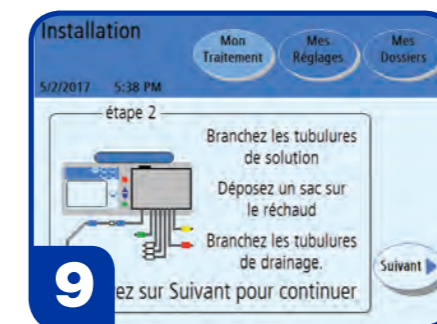 Installation
Mon
Traitement
Mes
Réglages
Mes
Dossiers
5/2/2017 5:38 PM
étape 2
Branchez les tubulures
de solution
Déposez un sac sur
le réchaud
Branchez les tubulures
de drainage.
Suivant
ez sur Suivant pour continuer
9